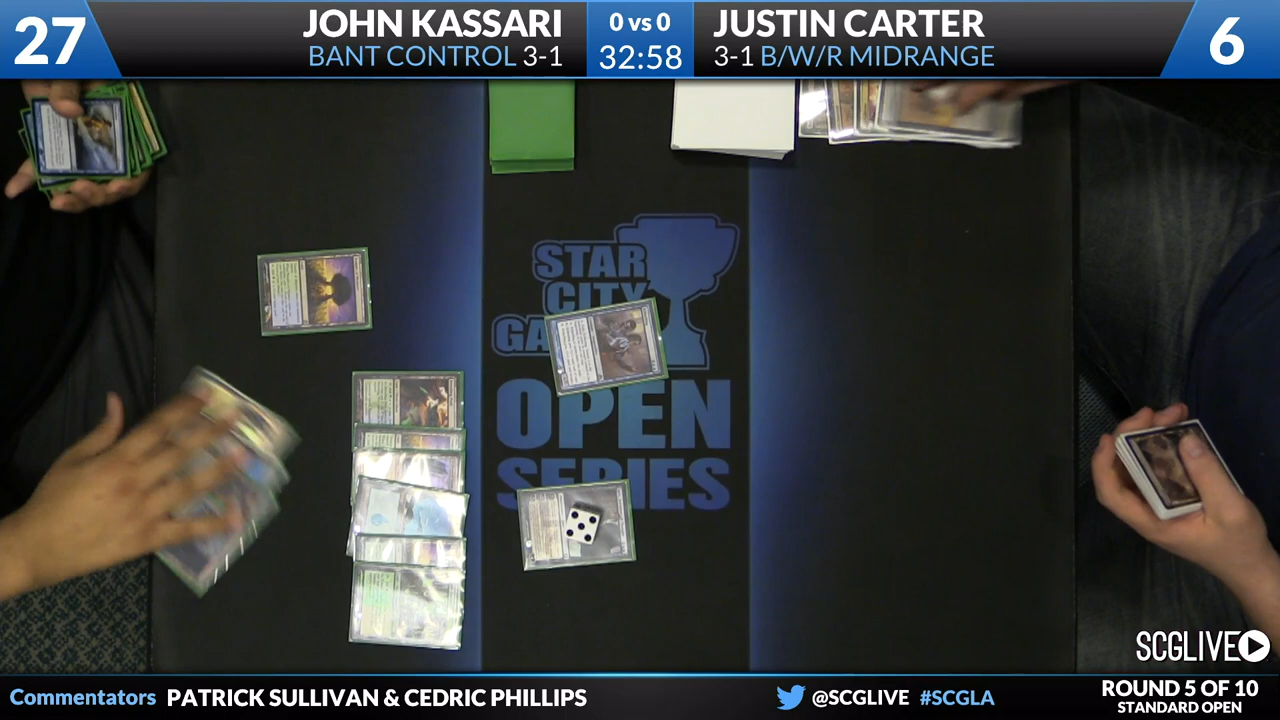 27
JOHN KASSARI
BANT CONTROL 3-1
0 vs 0
32:58
JUSTIN CARTER
3-1 B/W/R MIDRANGE
6
STAR
CITY
GA
OPEN
SERIES
SCGLIVE
Commentators PATRICK SULLIVAN & CEDRIC PHILLIPS
@SCGLIVE #SCGLA
ROUND 5 OF 10
STANDARD OPEN